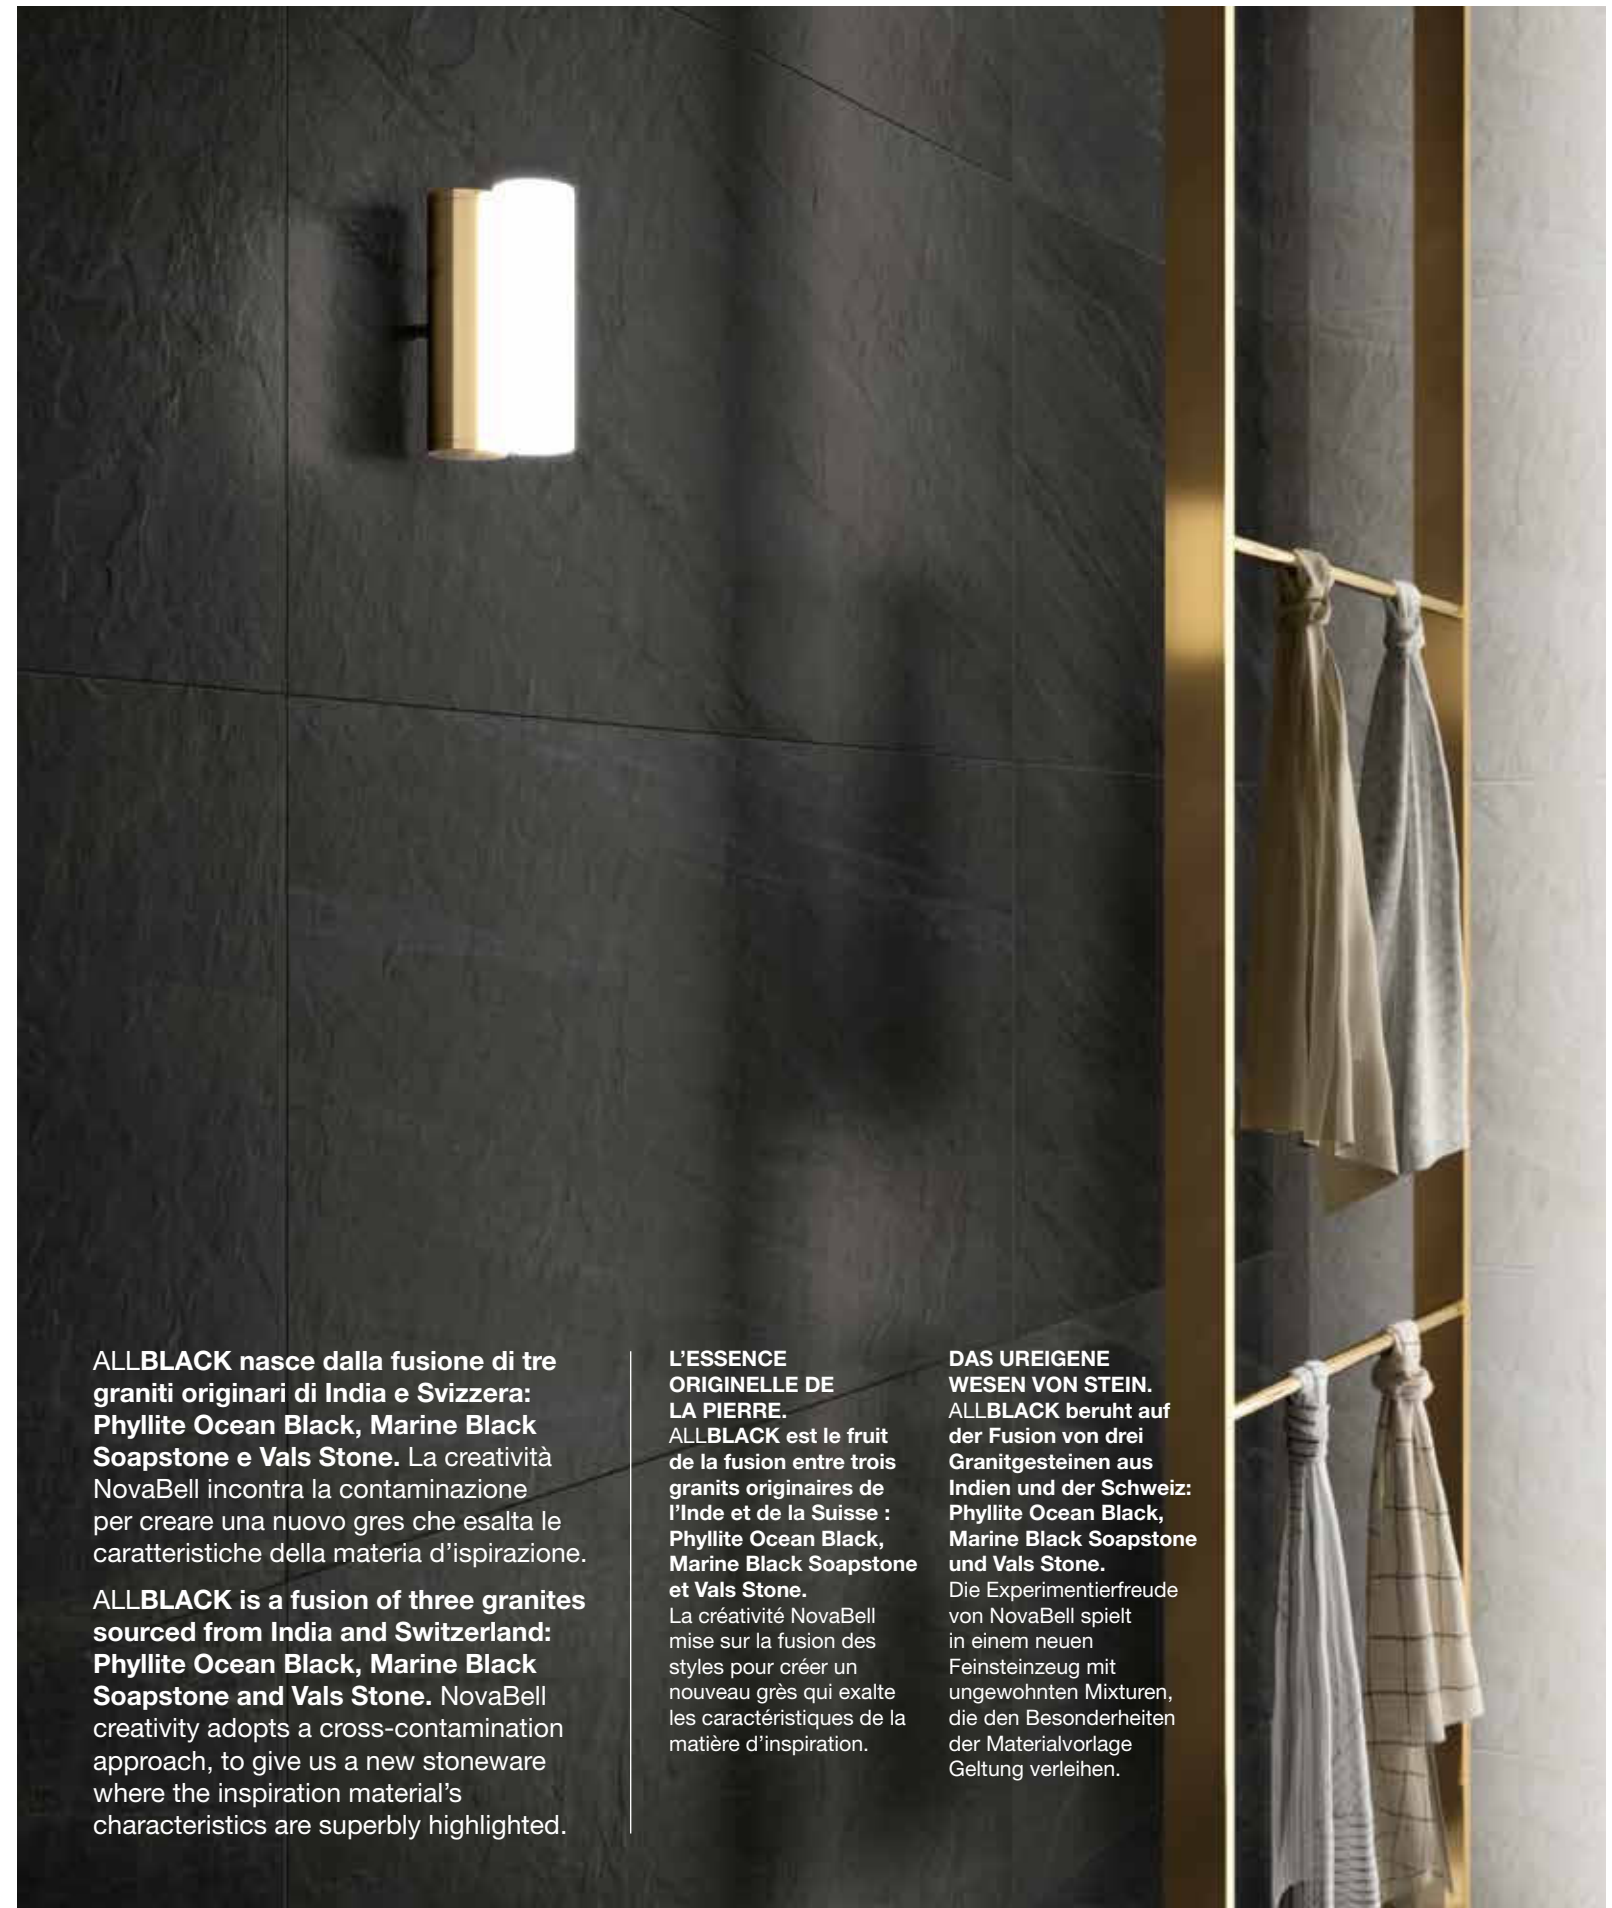 ALLBLACK nasce dalla fusione di tre
graniti originari di India e Svizzera:
Phyllite Ocean Black, Marine Black
Soapstone e Vals Stone. La creatività
NovaBell incontra la contaminazione
per creare una nuovo gres che esalta le
caratteristiche della materia d’ispirazione.
ALLBLACK is a fusion of three granites
sourced from India and Switzerland:
Phyllite Ocean Black, Marine Black
Soapstone and Vals Stone. NovaBell
creativity adopts a cross-contamination
approach, to give us a new stoneware
where the inspiration material’s
characteristics are superbly highlighted.
L’ESSENCE
ORIGINELLE DE
LA PIERRE.
ALLBLACK est le fruit
de la fusion entre trois
granits originaires de
l’Inde et de la Suisse :
Phyllite Ocean Black,
Marine Black Soapstone
et Vals Stone.
La créativité NovaBell
mise sur la fusion des
styles pour créer un
nouveau grès qui exalte
les caractéristiques de la
matière d’inspiration.
DAS UREIGENE
WESEN VON STEIN.
ALLBLACK beruht auf
der Fusion von drei
Granitgesteinen aus
Indien und der Schweiz:
Phyllite Ocean Black,
Marine Black Soapstone
und Vals Stone.
Die Experimentierfreude
von NovaBell spielt
in einem neuen
Feinsteinzeug mit
ungewohnten Mixturen,
die den Besonderheiten
der Materialvorlage
Geltung verleihen.